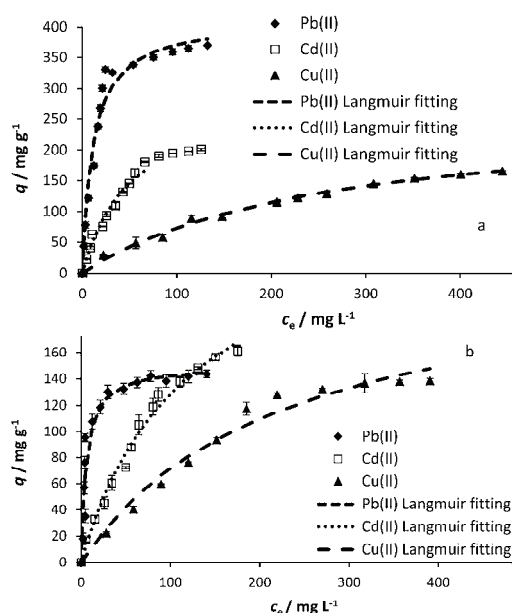 400
350
300
250
200
150
100
50
0
q / mg g-1
Pb(II)
Cd(II)
Cu(II)
Pb(II) Langmuir fitting
Cd(II) Langmuir fitting
Cu(II) Langmuir fitting
a
0 100 200 300 400
ce / mg L-1
160
140
120
100
80
60
40
20
0
q / mg g-1
b
Pb(II)
Cd(II)
Cu(II)
Pb(II) Langmuir fitting
Cd(II) Langmuir fitting
Cu(II) Langmuir fitting
0 100 200 300 400
ce / mg L-1